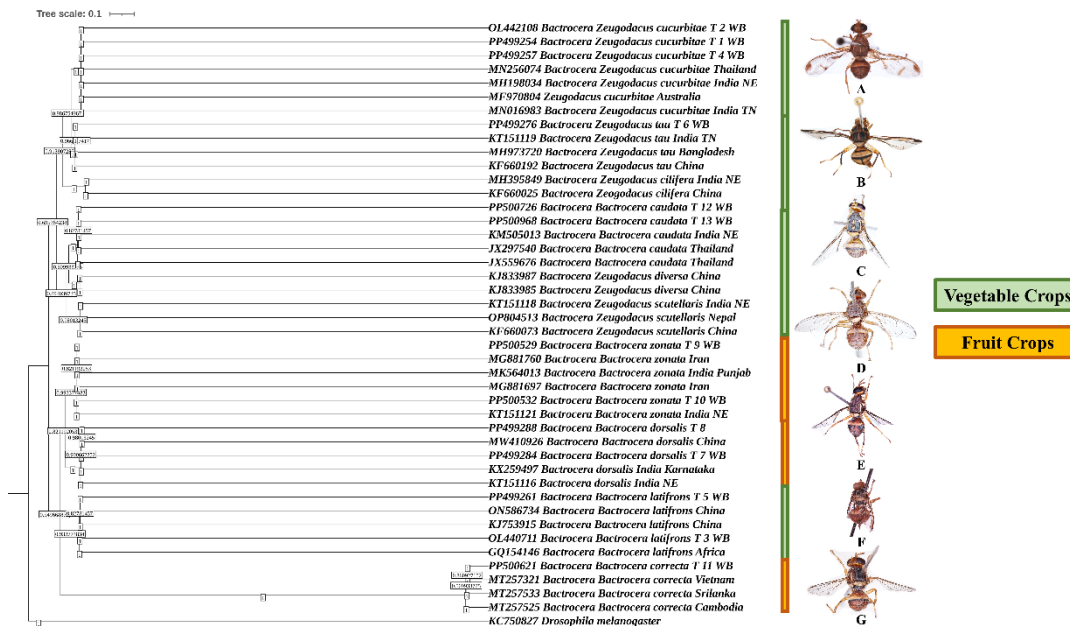 Tree scale: 0.1
OL442108 Bactrocera Zeugodacus cucurbitae T 2 WB
PP499254 Bactrocera Zeugodacus cucurbitae T 1 WB
PP499257 Bactrocera Zeugodacus cucurbitae T 4 WB
MN256074 Bactrocera Zeugodacus cucurbitae Thailand
MH198034 Bactrocera Zeugodacus cucurbitae India NE
MF970804 Zeugodacus cucurbitae Australia
MN016983 Bactrocera Zeugodacus cucurbitae India TN
PP499276 Bactrocera Zeugodacus tau T 6 WB
KT151119 Bactrocera Zeugodacus tau India TN
MH973720 Bactrocera Zeugodacus tau Bangladesh
KF660192 Bactrocera Zeugodacus tau China
MH395849 Bactrocera Zeugodacus cilifera India NE
KF660025 Bactrocera Zeogodacus cilifera China
PP500726 Bactrocera Bactrocera caudata T 12 WB
PP500968 Bactrocera Bactrocera caudata T 13 WB
KM505013 Bactrocera Bactrocera caudata India NE
JX297540 Bactrocera Bactrocera caudata Thailand
JX559676 Bactrocera Bactrocera caudata Thailand
KJ833987 Bactrocera Zeugodacus diversa China
KJ833985 Bactrocera Zeugodacus diversa China
KT151118 Bactrocera Zeugodacus scutellaris India NE
OP804513 Bactrocera Zeugodacus scutellaris Nepal
KF660073 Bactrocera Zeugodacus scutellaris China
PP500529 Bactrocera Bactrocera zonata T 9 WB
MG881760 Bactrocera Bactrocera zonata Iran
MK564013 Bactrocera Bactrocera zonata India Punjab
MG881697 Bactrocera Bactrocera zonata Iran
PP500532 Bactrocera Bactrocera zonata T 10 WB
KT151121 Bactrocera Bactrocera zonata India NE
PP499288 Bactrocera Bactrocera dorsalis T 8
MW410926 Bactrocera Bactrocera dorsalis China
PP499284 Bactrocera Bactrocera dorsalis T 7 WB
KX259497 Bactrocera dorsalis India Karnataka
KT151116 Bactrocera dorsalis India NE
PP499261 Bactrocera Bactrocera latifrons T 5 WB
ON586734 Bactrocera Bactrocera latifrons China
KJ753915 Bactrocera Bactrocera latifrons China
OL440711 Bactrocera Bactrocera latifrons T 3 WB
GQ154146 Bactrocera Bactrocera latifrons Africa
PP500621 Bactrocera Bactrocera correcta T 11 WB
MT257321 Bactrocera Bactrocera correcta Vietnam
MT257533 Bactrocera Bactrocera correcta Srilanka
MT257525 Bactrocera Bactrocera correcta Cambodia
KC750827 Drosophila melanogaster
A
B
C
D
E
F
G
Vegetable Crops
Fruit Crops